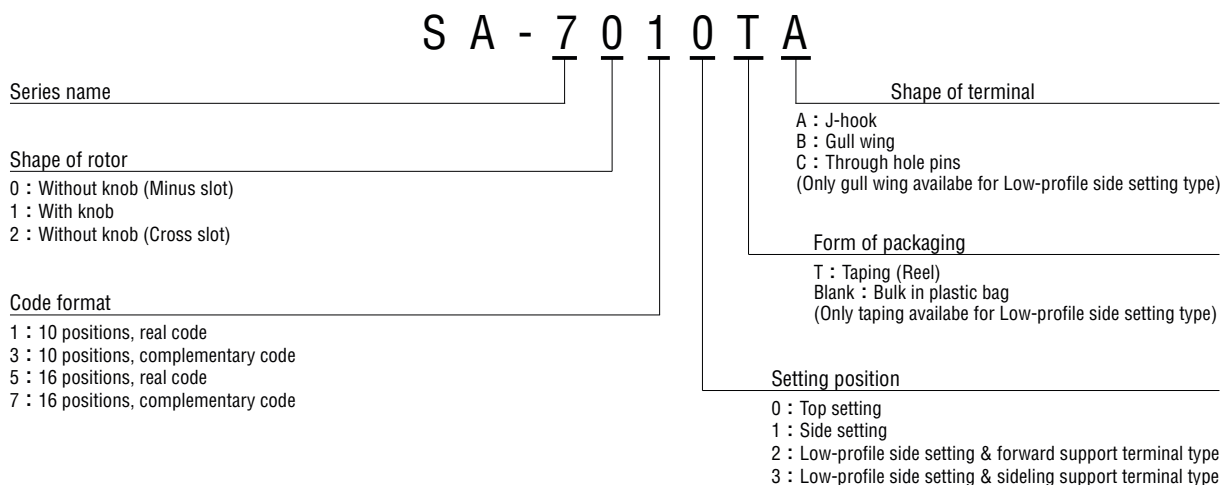 SA-7010TA
Series name
Shape of rotor
0：Without knob (Minus slot)
1：With knob
2：Without knob (Cross slot)
Code format
1：10 positions, real code
3：10 positions, complementary code
5：16 positions, real code
7：16 positions, complementary code
Shape of terminal
A：J-hook
B：Gull wing
C：Through hole pins
(Only gull wing availabe for Low-profile side setting type)
Form of packaging
T：Taping (Reel)
Blank：Bulk in plastic bag
(Only taping availabe for Low-profile side setting type)
Setting position
0：Top setting
1：Side setting
2：Low-profile side setting & forward support terminal type
3：Low-profile side setting & sideling support terminal type